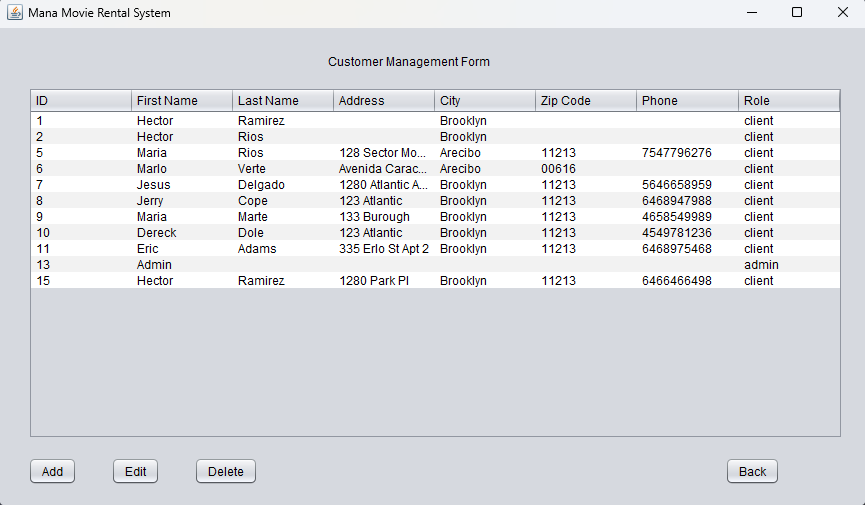 Mana Movie Rental System
Customer Management Form
ID First Name Last Name Address City Zip Code Phone Role
1 Hector Ramirez Brooklyn client
2 Hector Rios Brooklyn client
5 Maria Rios 128 Sector Mo... Arecibo 11213 7547796276 client
6 Marlo Verte Avenida Carac... Arecibo 00616 client
7 Jesus Delgado 1280 Atlantic A... Brooklyn 11213 5646658959 client
8 Jerry Cope 123 Atlantic Brooklyn 11213 6468947988 client
9 Maria Marte 133 Burough Brooklyn 11213 4658549989 client
10 Dereck Dole 123 Atlantic Brooklyn 11213 4549781236 client
11 Eric Adams 335 Erlo St Apt 2 Brooklyn 11213 6468975468 client
13 Admin admin
15 Hector Ramirez 1280 Park Pl Brooklyn 11213 6466466498 client
Add Edit Delete Back